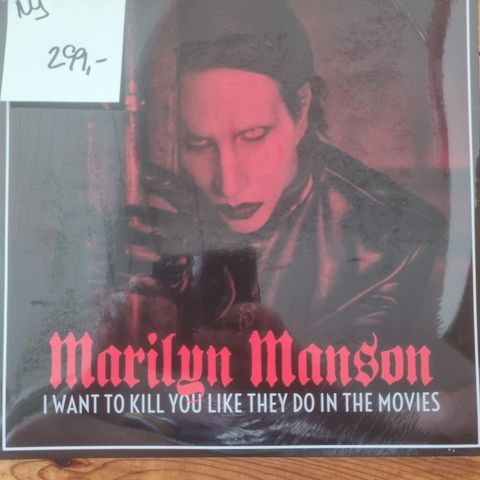 Ny
299,-
Marilyn Manson
I WANT TO KILL YOU LIKE THEY DO IN THE MOVIES